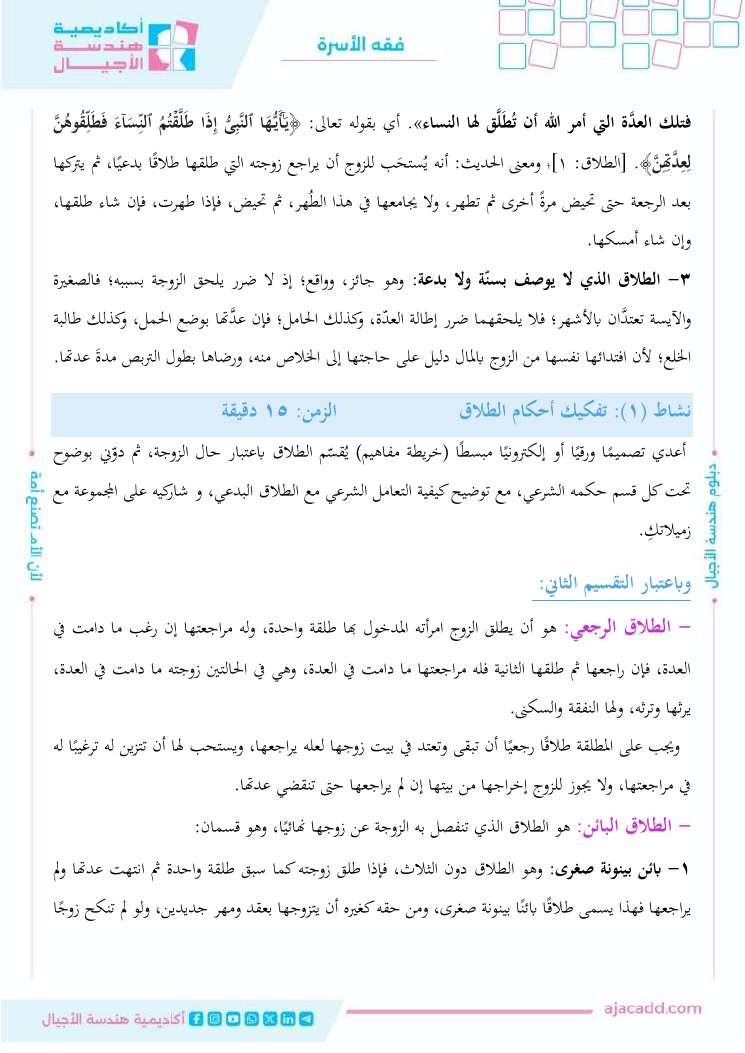 أكاديمية
هندسة
الأجيال
فقه الأسرة
فتلك العدَّة التي أمر الله أن تُطَلَّق لها النساء». أي بقوله تعالى: ﴿يَٰٓأَيُّهَا ٱلنَّبِىُّ إِذَا طَلَّقْتُمُ ٱلنِّسَآءَ فَطَلِّقُوهُنَّ
لِعِدَّتِهِنَّ﴾. [الطلاق: ١]؛ ومعنى الحديث: أنه يُستحَب للزوج أن يراجع زوجته التي طلقها طلاقًا بدعيًا، ثم يتركها
بعد الرجعة حتى تحيض مرةً أخرى ثم تطهر، ولا يجامعها في هذا الطُهر، ثم تحيض، فإذا طهرت، فإن شاء طلقها،
وإن شاء أمسكها.
٣- الطلاق الذي لا يوصف بسنّة ولا بدعة: وهو جائز، وواقع؛ إذ لا ضرر يلحق الزوجة بسببه؛ فالصغيرة
والآيسة تعتدَّان بالأشهر؛ فلا يلحقهما ضرر إطالة العدّة، وكذلك الحامل؛ فإن عدَّتها بوضع الحمل، وكذلك طالبة
الخلع؛ لأن افتدائها نفسها من الزوج بالمال دليل على حاجتها إلى الخلاص منه، ورضاها بطول التربص مدةَ عدتها.
نشاط (١): تفكيك أحكام الطلاق الزمن: ١٥ دقيقة
أعدي تصميمًا ورقيًا أو إلكترونيًا مبسطًا (خريطة مفاهيم) يُقسّم الطلاق باعتبار حال الزوجة، ثم دوّني بوضوح
تحت كل قسم حكمه الشرعي، مع توضيح كيفية التعامل الشرعي مع الطلاق البدعي، و شاركيه على المجموعة مع
زميلاتكِ.
وباعتبار التقسيم الثاني:
- الطلاق الرجعي: هو أن يطلق الزوج امرأته المدخول بها طلقة واحدة، وله مراجعتها إن رغب ما دامت في
العدة، فإن راجعها ثم طلقها الثانية فله مراجعتها ما دامت في العدة، وهي في الحالتين زوجته ما دامت في العدة،
يرثها وترثه، ولها النفقة والسكنى.
ويجب على المطلقة طلاقًا رجعيًا أن تبقى وتعتد في بيت زوجها لعله يراجعها، ويستحب لها أن تتزين له ترغيبًا له
في مراجعتها، ولا يجوز للزوج إخراجها من بيتها إن لم يراجعها حتى تنقضي عدتها.
- الطلاق البائن: هو الطلاق الذي تنفصل به الزوجة عن زوجها نهائيًا، وهو قسمان:
١- بائن بينونة صغرى: وهو الطلاق دون الثلاث، فإذا طلق زوجته كما سبق طلقة واحدة ثم انتهت عدتها ولم
يراجعها فهذا يسمى طلاقًا بائنًا بينونة صغرى، ومن حقه كغيره أن يتزوجها بعقد ومهر جديدين، ولو لم تنكح زوجًا
دبلوم هندسة الأجيال
لأن الأم تصنع أمة
أكاديمية هندسة الأجيال
ajacadd.com